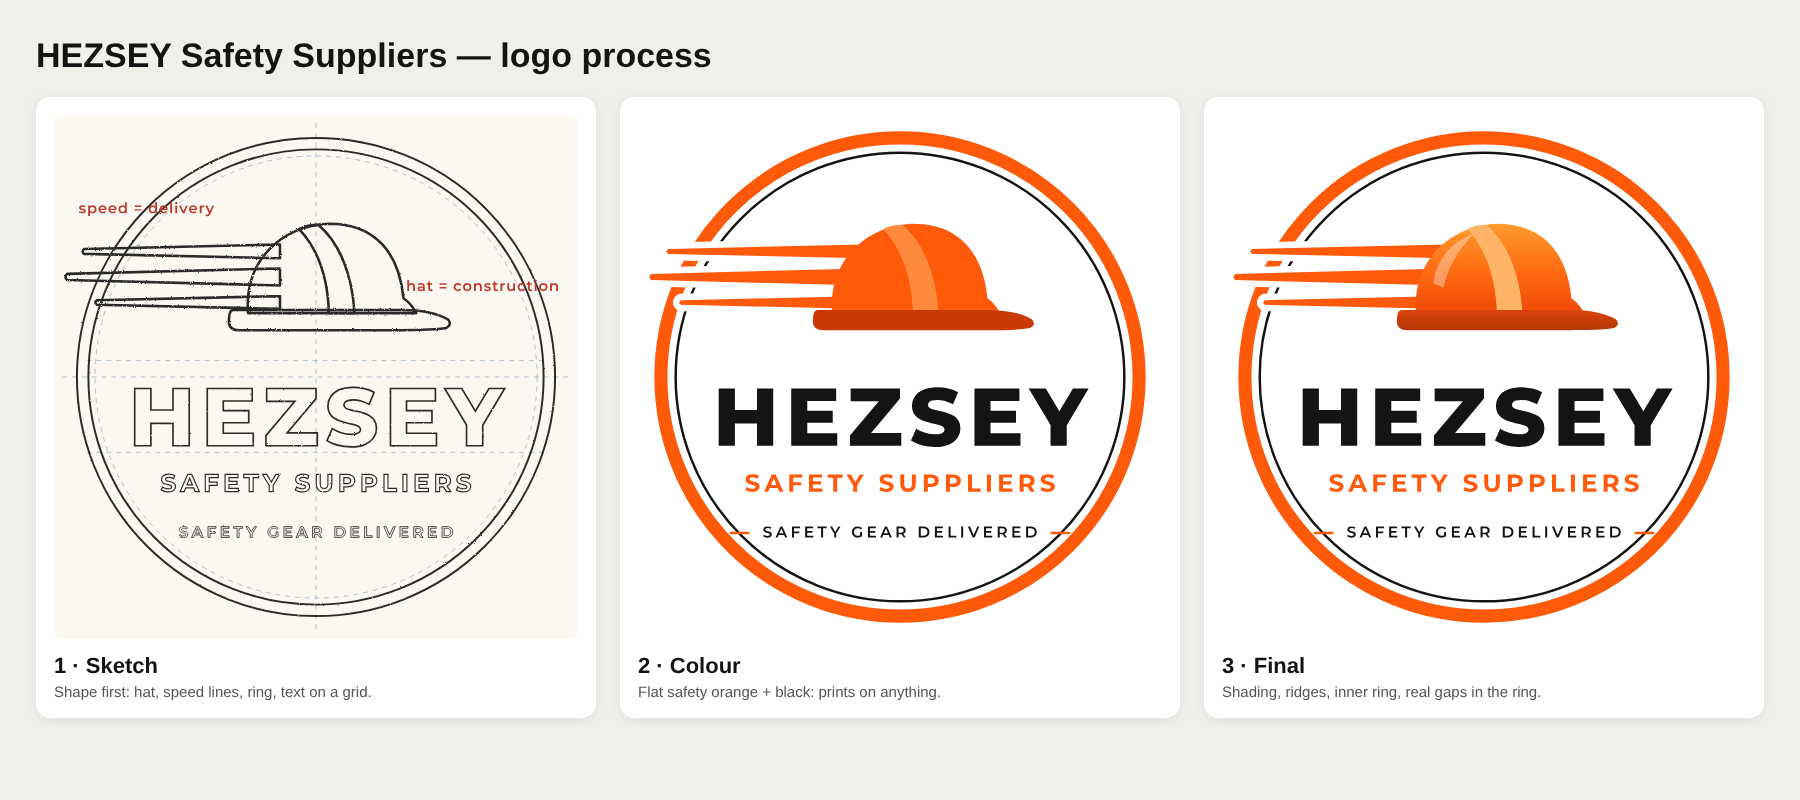 HEZSEY Safety Suppliers — logo process
speed = delivery
hat = construction
HEZSEY
SAFETY SUPPLIERS
SAFETY GEAR DELIVERED
1 · Sketch
Shape first: hat, speed lines, ring, text on a grid.
HEZSEY
SAFETY SUPPLIERS
SAFETY GEAR DELIVERED
2 · Colour
Flat safety orange + black: prints on anything.
HEZSEY
SAFETY SUPPLIERS
SAFETY GEAR DELIVERED
3 · Final
Shading, ridges, inner ring, real gaps in the ring.